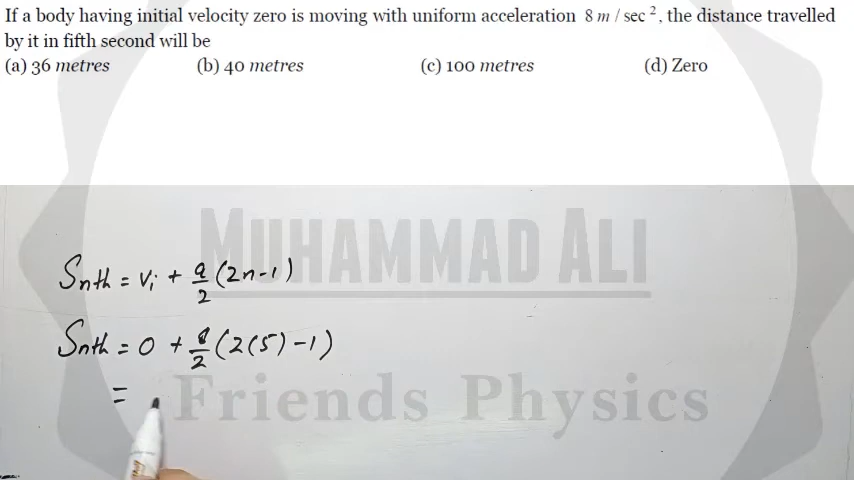 If a body having initial velocity zero is moving with uniform acceleration 8 m / sec ², the distance travelled
by it in fifth second will be
(a) 36 metres (b) 40 metres (c) 100 metres (d) Zero
MUHAMMAD ALI
Snth = Vi + a/2 (2n-1)
Snth = 0 + 8/2 (2(5) - 1)
=
Friends Physics